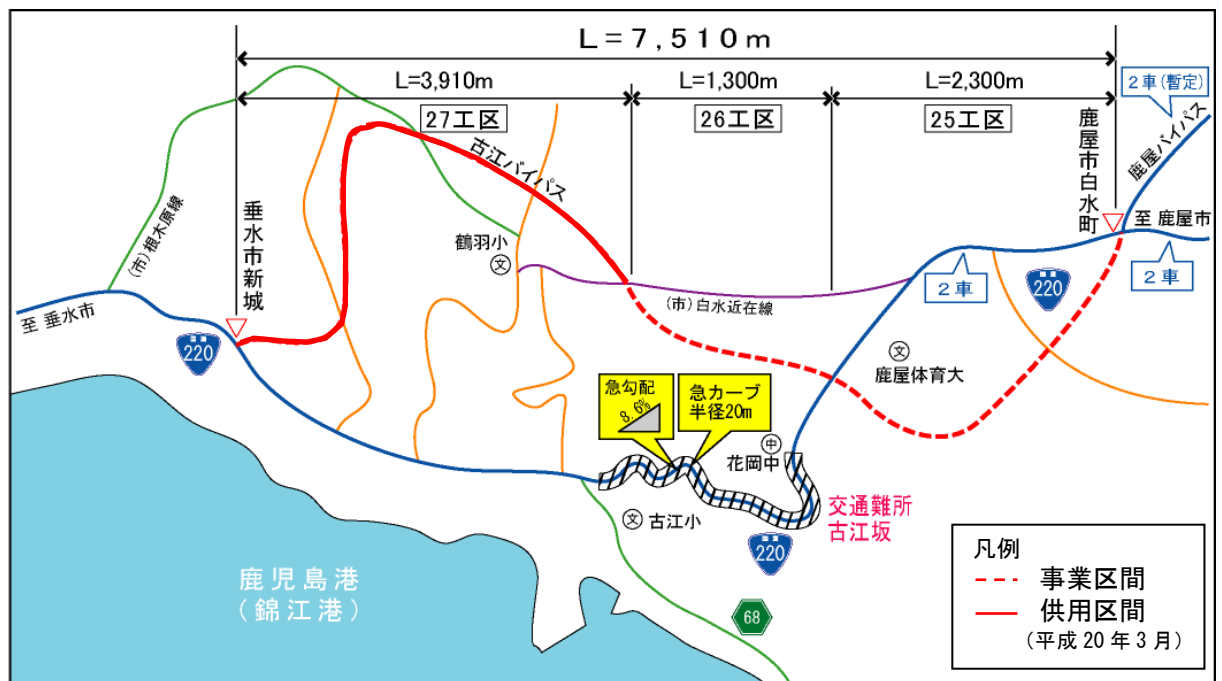 L=7,510m
L=3,910m
L=1,300m
L=2,300m
27工区
26工区
25工区
2車(暫定)
鹿屋バイパス
鹿屋市白水町
至 鹿屋市
2車
2車
220
(市)根木原線
垂水市新城
古江バイパス
鶴羽小
文
(市)白水近在線
至 垂水市
220
文
鹿屋体育大
急勾配
8.6%
急カーブ
半径20m
中
花岡中
文
古江小
交通難所
古江坂
220
68
鹿児島港
(錦江港)
凡例
事業区間
供用区間
(平成20年3月)